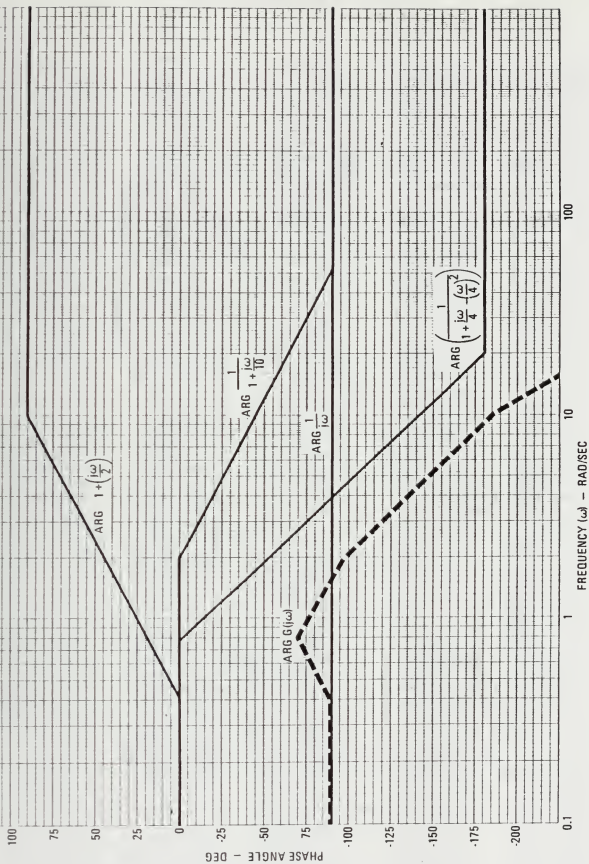 100
75
50
25
0
-25
-50
75
-100
-125
-150
-175
-200
-225
PHASE ANGLE – DEG
0.1
1
10
100
FREQUENCY (ω) – RAD/SEC
ARG 1 + (jω/2)
ARG 1/(1 + jω/10)
ARG 1/jω
ARG (1/(1 + jω/4 - (ω/4)²))
ARG G(jω)